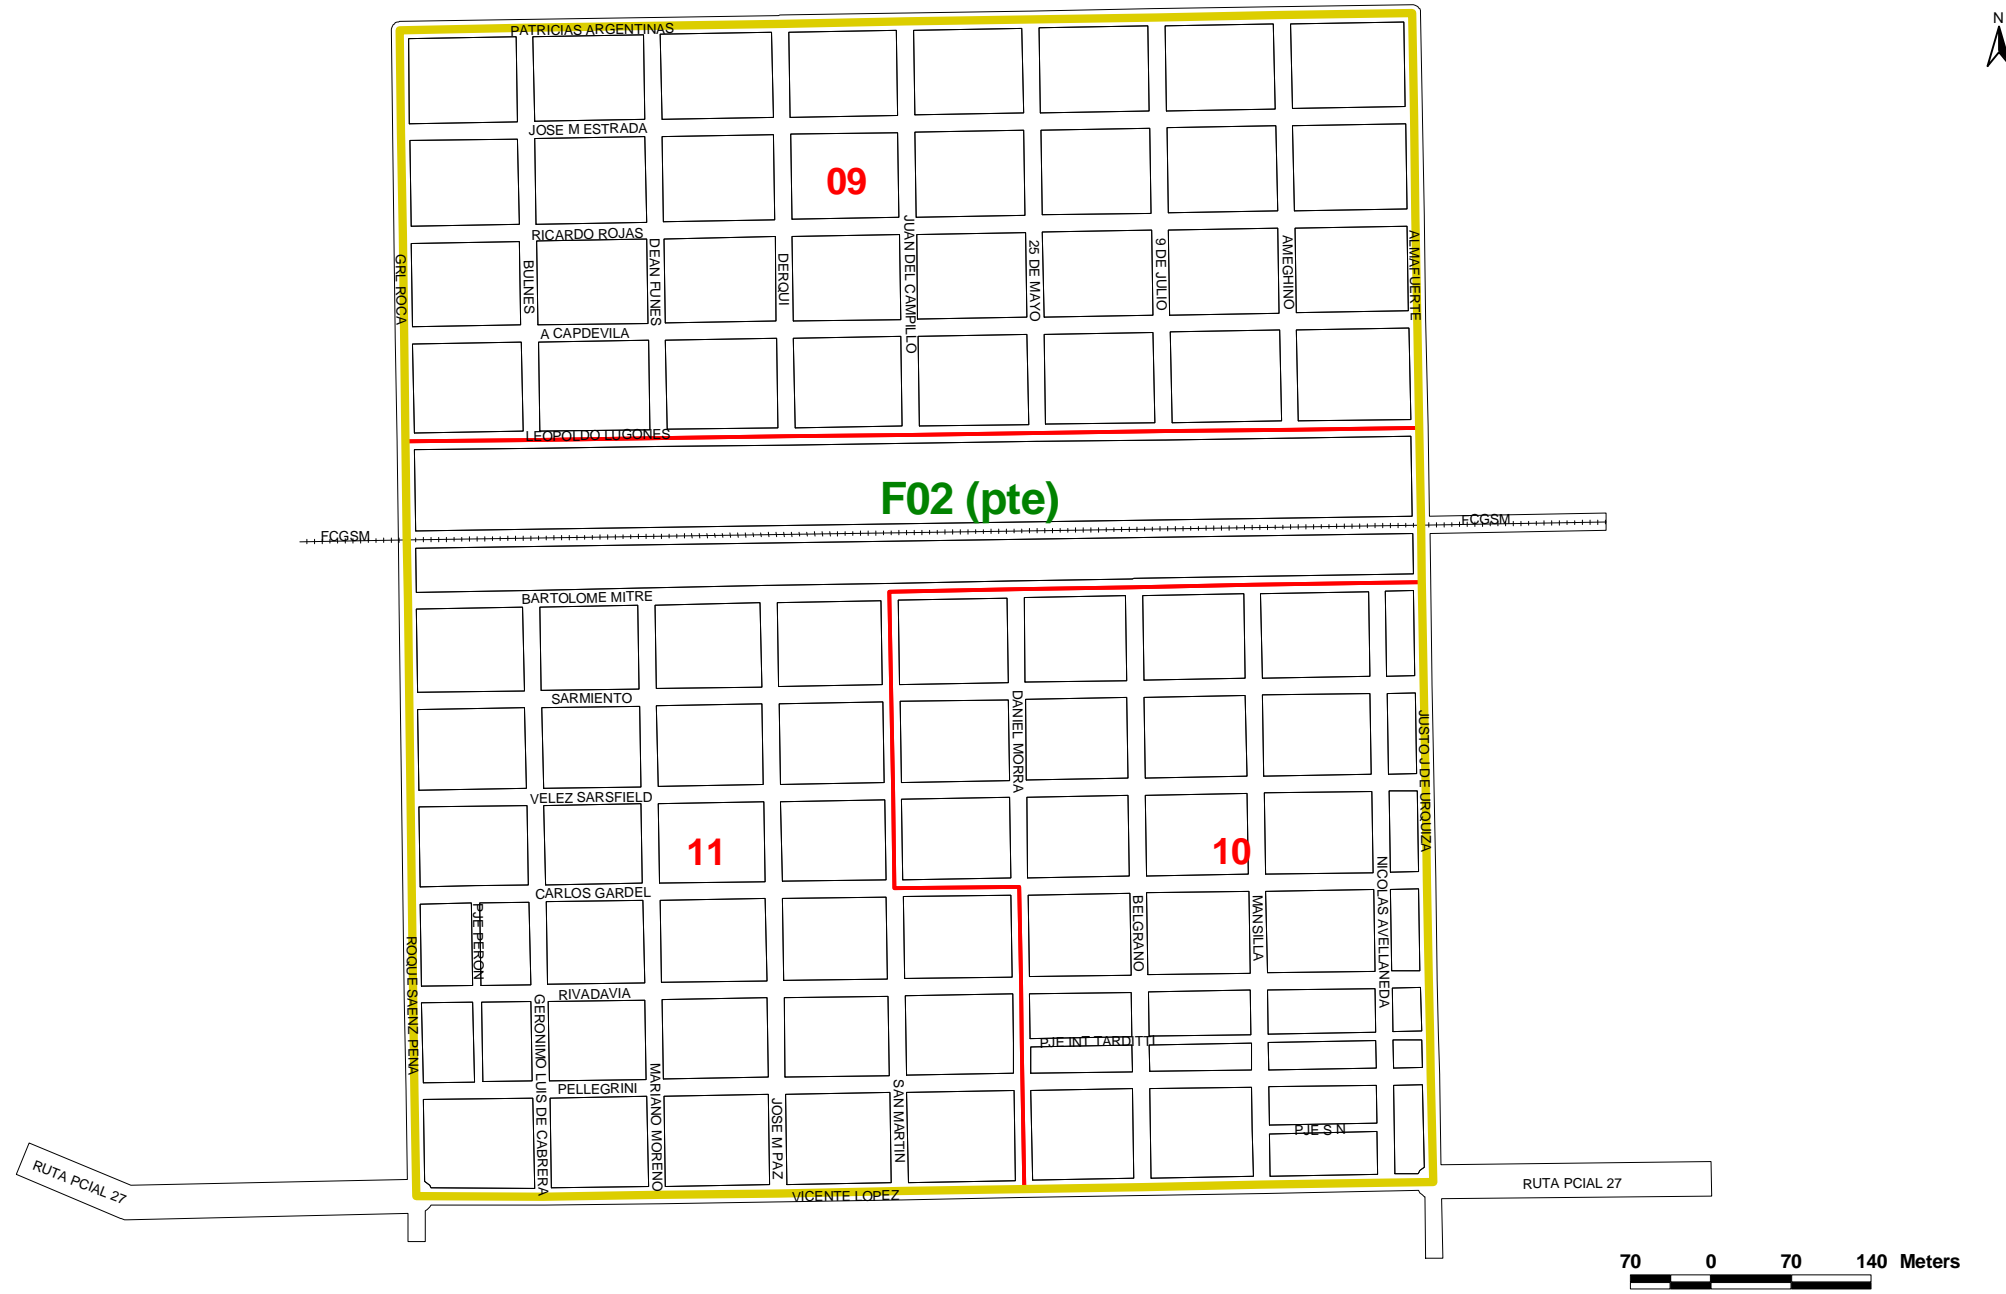 PATRICIAS ARGENTINAS
N
JOSE M ESTRADA
09
RICARDO ROJAS
GRL ROCA
BULNES
DEAN FUNES
DERQUI
JUAN DEL CAMPILLO
25 DE MAYO
9 DE JULIO
AMEGHINO
ALMAFUERTE
A CAPDEVILA
LEOPOLDO LUGONES
F02 (pte)
FCGSM
FCGSM
BARTOLOME MITRE
SARMIENTO
DANIEL MORRA
JUSTO J DE URQUIZA
VELEZ SARSFIELD
11
10
CARLOS GARDEL
PJE PERON
BELGRANO
MANSILLA
NICOLAS AVELLANEDA
ROQUE SAENZ PENA
RIVADAVIA
GERONIMO LUIS DE CABRERA
PJE INT TARDITTI
PELLEGRINI
MARIANO MORENO
JOSE M PAZ
SAN MARTIN
PJE S N
RUTA PCIAL 27
VICENTE LOPEZ
RUTA PCIAL 27
70 0 70 140 Meters